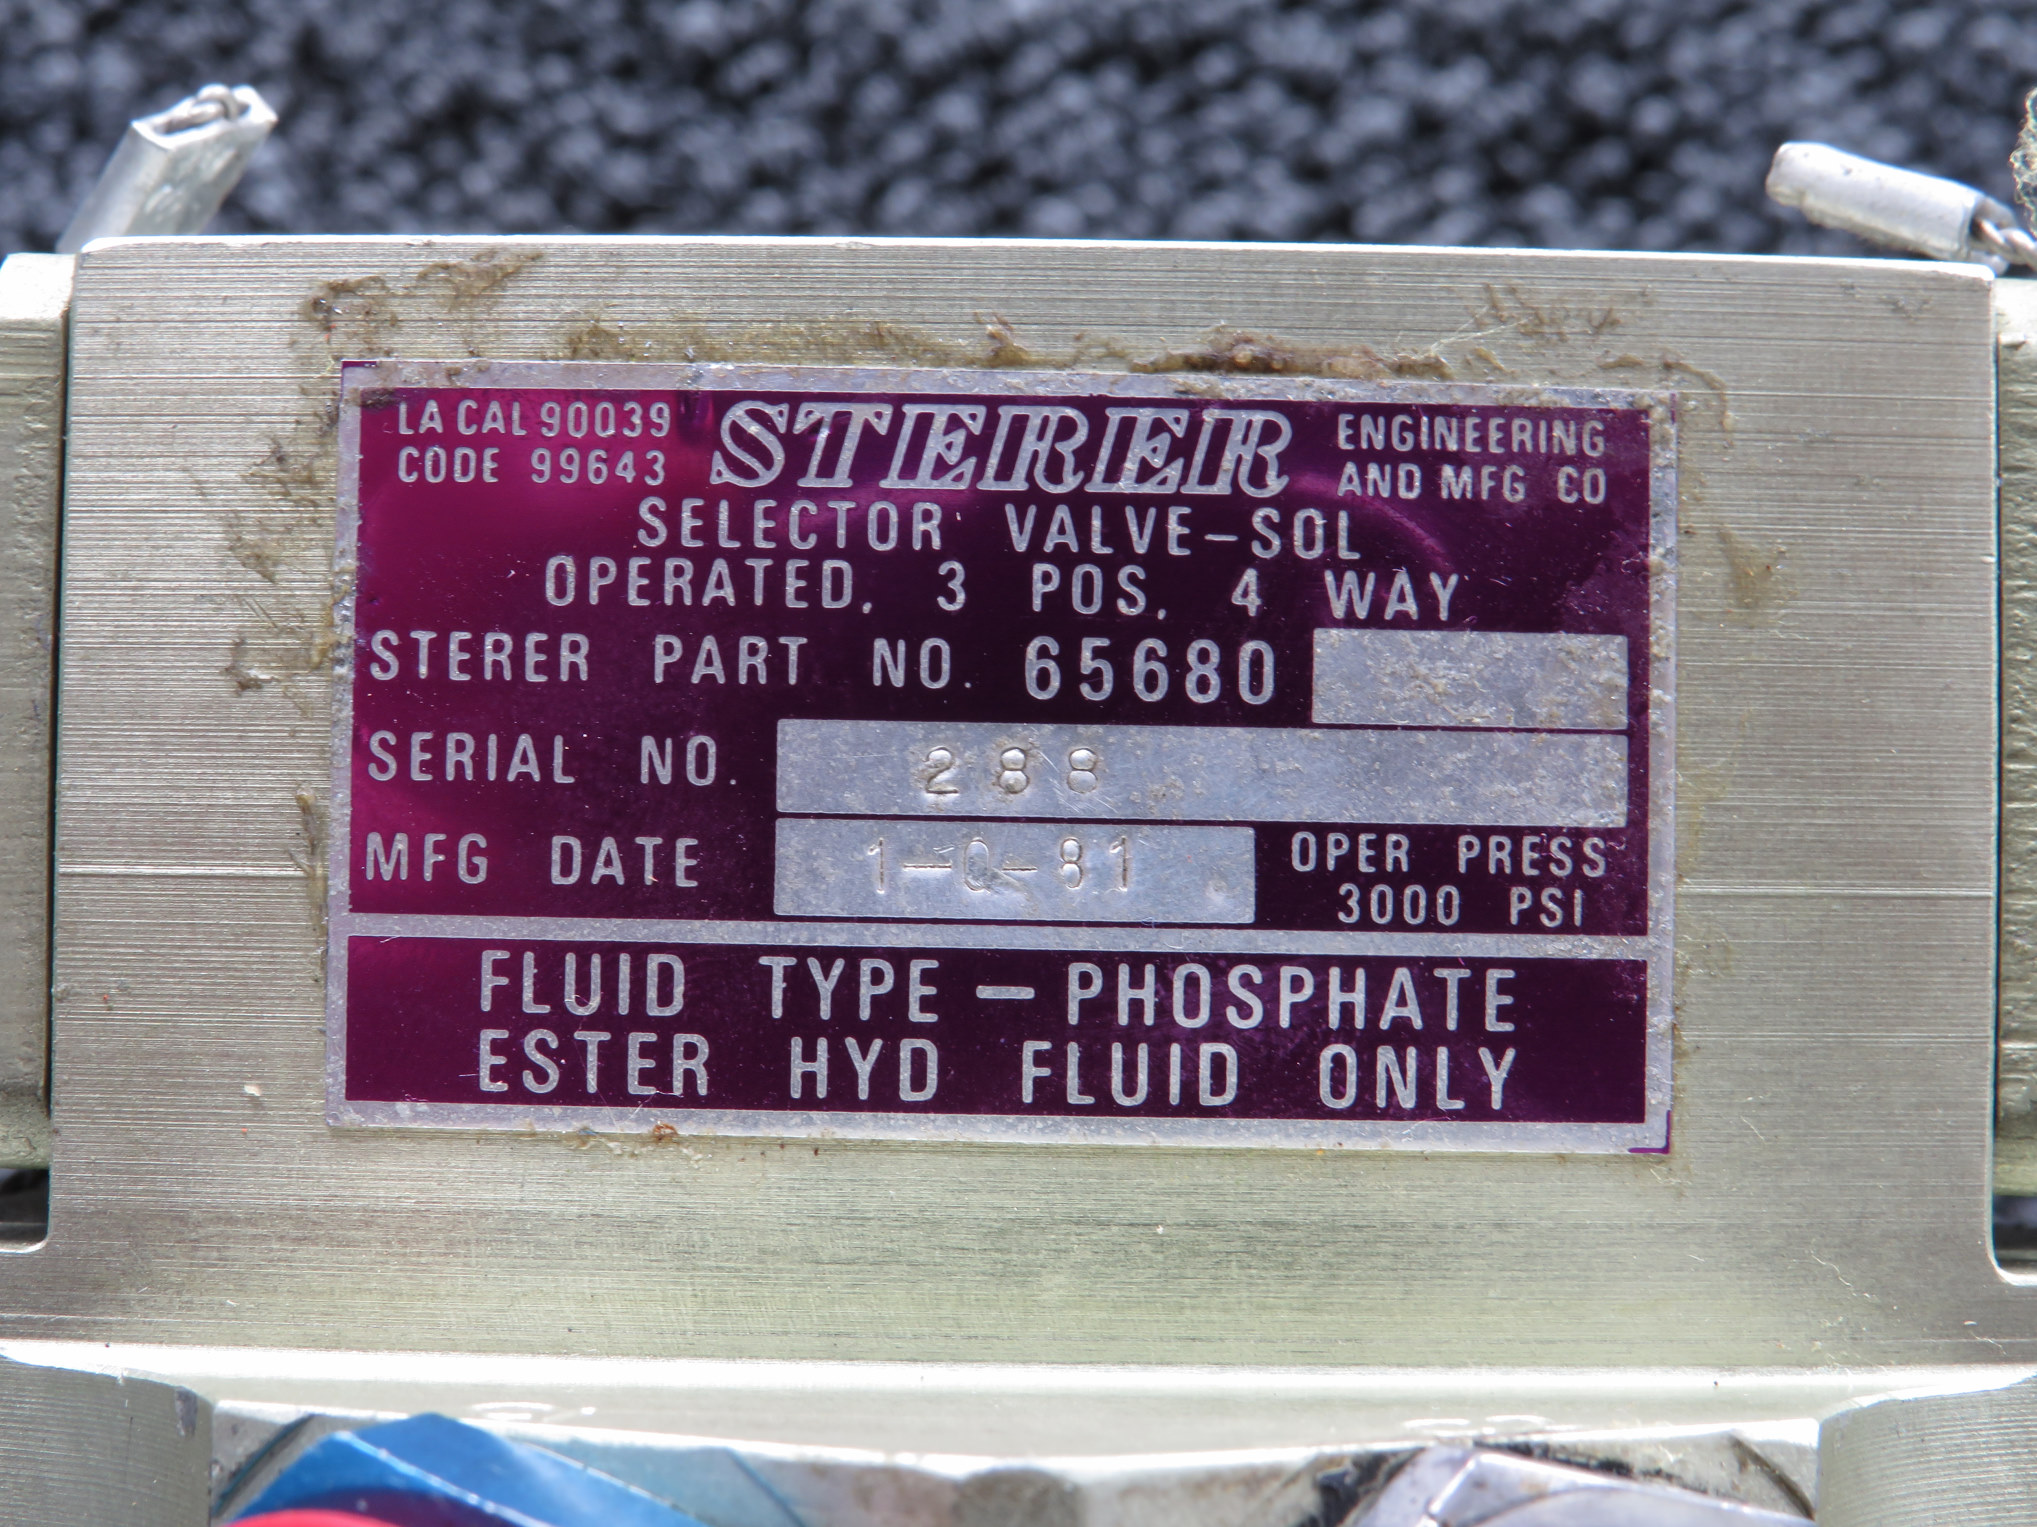 LA CAL 90039 STERER ENGINEERING
CODE 99643 AND MFG CO
SELECTOR VALVE-SOL
OPERATED, 3 POS, 4 WAY
STERER PART NO. 65680
SERIAL NO. 288
MFG DATE 1-0-81 OPER PRESS
3000 PSI
FLUID TYPE – PHOSPHATE
ESTER HYD FLUID ONLY